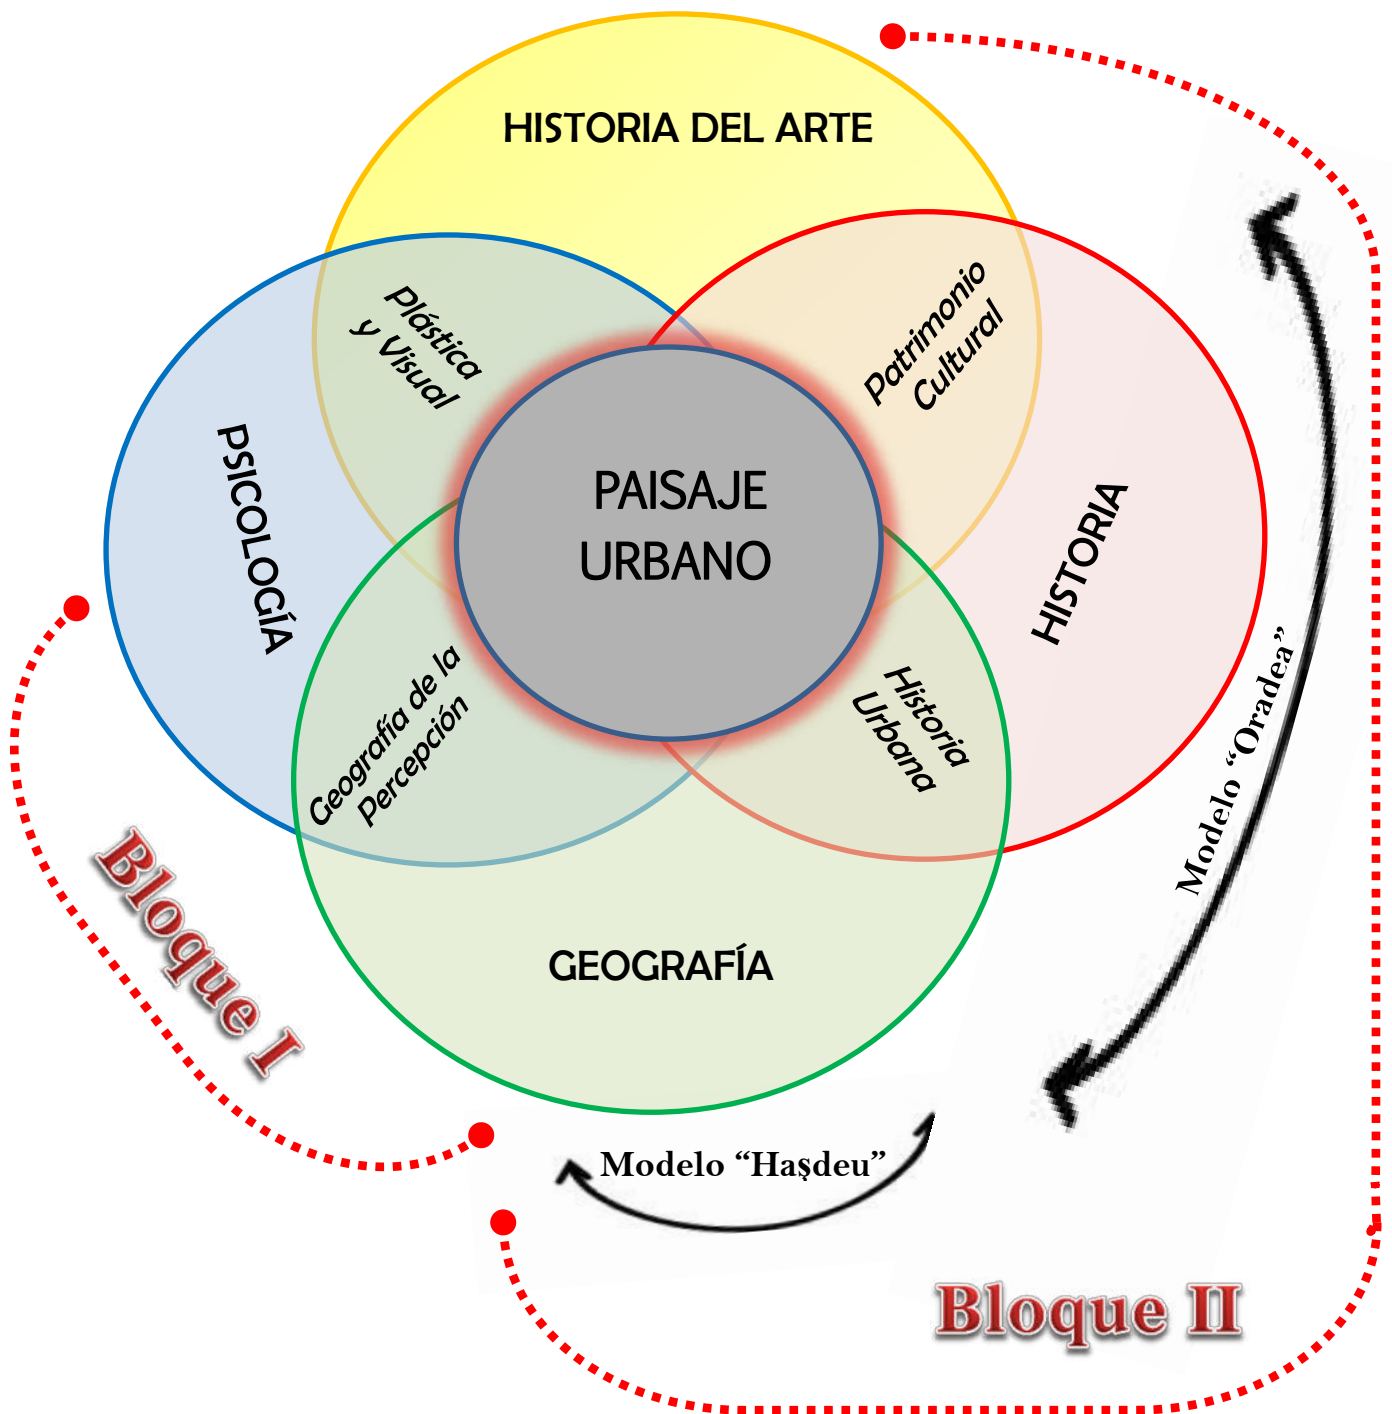 HISTORIA DEL ARTE
Plástica
y Visual
Patrimonio
Cultural
PSICOLOGÍA
PAISAJE
URBANO
HISTORIA
Geografía de la
Percepción
Historia
Urbana
Modelo “Oradea”
Bloque I
GEOGRAFÍA
Modelo “Haşdeu”
Bloque II